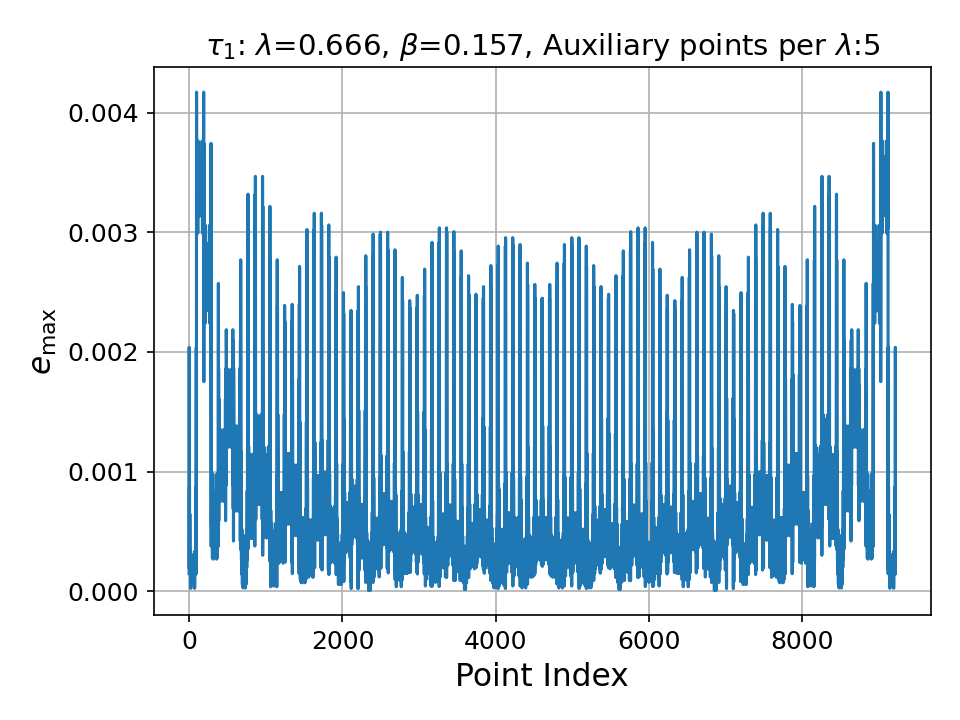 τ₁: λ=0.666, β=0.157, Auxiliary points per λ:5
0.004
0.003
0.002
0.001
0.000
e_max
0 2000 4000 6000 8000
Point Index